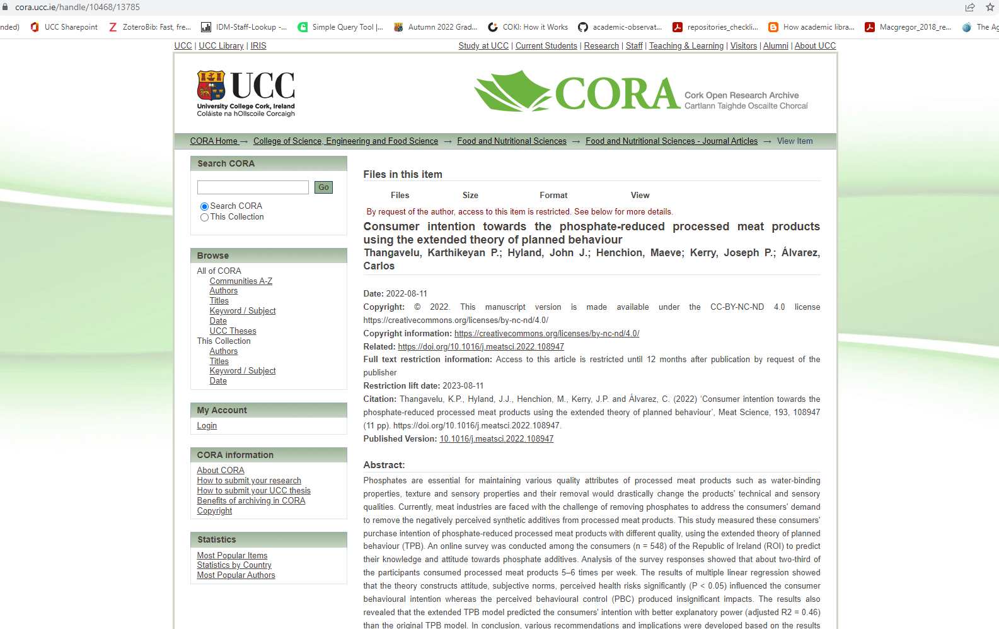 cora.ucc.ie/handle/10468/13785
nded) UCC Sharepoint ZoteroBib: Fast, fre... IDM-Staff-Lookup -... Simple Query Tool |... Autumn 2022 Grad... COKI: How it Works academic-observat... repositories_checkli... How academic libra... Macgregor_2018_re... The Ag
UCC | UCC Library | IRIS
Study at UCC | Current Students | Research | Staff | Teaching & Learning | Visitors | Alumni | About UCC
UCC
University College Cork, Ireland
Coláiste na hOllscoile Corcaigh
CORA
Cork Open Research Archive
Cartlann Taighde Oscailte Chorcaí
CORA Home → College of Science, Engineering and Food Science → Food and Nutritional Sciences → Food and Nutritional Sciences - Journal Articles → View Item
Search CORA
Go
Search CORA
This Collection
Browse
All of CORA
Communities A-Z
Authors
Titles
Keyword / Subject
Date
UCC Theses
This Collection
Authors
Titles
Keyword / Subject
Date
My Account
Login
CORA information
About CORA
How to submit your research
How to submit your UCC thesis
Benefits of archiving in CORA
Copyright
Statistics
Most Popular Items
Statistics by Country
Most Popular Authors
Files in this item
Files Size Format View
By request of the author, access to this item is restricted. See below for more details.
Consumer intention towards the phosphate-reduced processed meat products
using the extended theory of planned behaviour
Thangavelu, Karthikeyan P.; Hyland, John J.; Henchion, Maeve; Kerry, Joseph P.; Álvarez,
Carlos
Date: 2022-08-11
Copyright: © 2022. This manuscript version is made available under the CC-BY-NC-ND 4.0 license
https://creativecommons.org/licenses/by-nc-nd/4.0/
Copyright information: https://creativecommons.org/licenses/by-nc-nd/4.0/
Related: https://doi.org/10.1016/j.meatsci.2022.108947
Full text restriction information: Access to this article is restricted until 12 months after publication by request of the
publisher
Restriction lift date: 2023-08-11
Citation: Thangavelu, K.P., Hyland, J.J., Henchion, M., Kerry, J.P. and Álvarez, C. (2022) ‘Consumer intention towards the
phosphate-reduced processed meat products using the extended theory of planned behaviour’, Meat Science, 193, 108947
(11 pp). https://doi.org/10.1016/j.meatsci.2022.108947.
Published Version: 10.1016/j.meatsci.2022.108947
Abstract:
Phosphates are essential for maintaining various quality attributes of processed meat products such as water-binding
properties, texture and sensory properties and their removal would drastically change the products' technical and sensory
qualities. Currently, meat industries are faced with the challenge of removing phosphates to address the consumers' demand
to remove the negatively perceived synthetic additives from processed meat products. This study measured these consumers'
purchase intention of phosphate-reduced processed meat products with different quality, using the extended theory of planned
behaviour (TPB). An online survey was conducted among the consumers (n = 548) of the Republic of Ireland (ROI) to predict
their knowledge and attitude towards phosphate additives. Analysis of the survey responses showed that about two-third of
the participants consumed processed meat products 5–6 times per week. The results of multiple linear regression showed
that the theory constructs attitude, subjective norms, perceived health risks significantly (P < 0.05) influenced the consumer
behavioural intention whereas the perceived behavioural control (PBC) produced insignificant impacts. The results also
revealed that the extended TPB model predicted the consumers' intention with better explanatory power (adjusted R2 = 0.46)
than the original TPB model. In conclusion, various recommendations and implications were developed based on the results